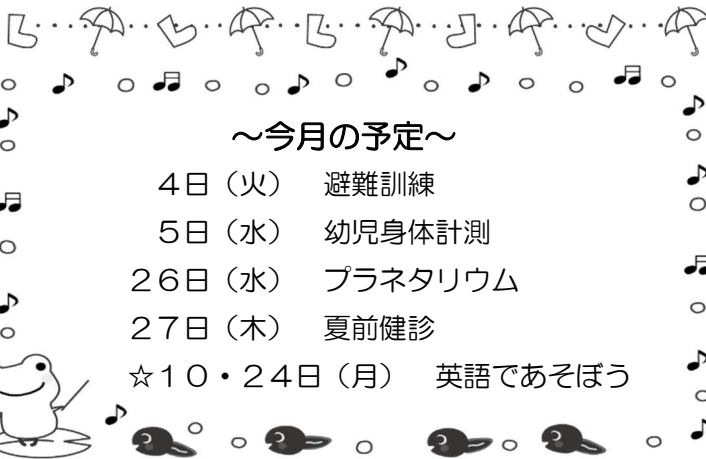 ～今月の予定～
４日（火）　避難訓練
５日（水）　幼児身体計測
２６日（水）　プラネタリウム
２７日（木）　夏前健診
☆１０・２４日（月）　英語であそぼう